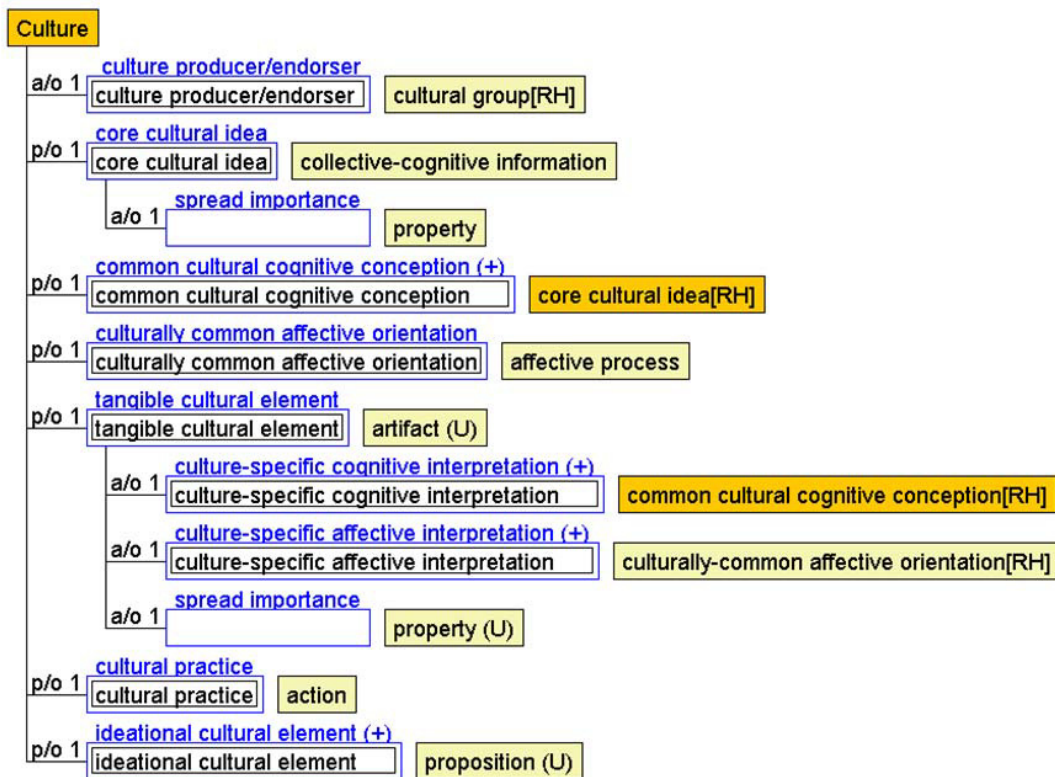 Culture
culture producer/endorser
a/o 1 culture producer/endorser cultural group[RH]
core cultural idea
p/o 1 core cultural idea collective-cognitive information
spread importance
a/o 1 property
common cultural cognitive conception (+)
p/o 1 common cultural cognitive conception core cultural idea[RH]
culturally common affective orientation
p/o 1 culturally common affective orientation affective process
tangible cultural element
p/o 1 tangible cultural element artifact (U)
culture-specific cognitive interpretation (+)
a/o 1 culture-specific cognitive interpretation common cultural cognitive conception[RH]
culture-specific affective interpretation (+)
a/o 1 culture-specific affective interpretation culturally-common affective orientation[RH]
spread importance
a/o 1 property (U)
cultural practice
p/o 1 cultural practice action
ideational cultural element (+)
p/o 1 ideational cultural element proposition (U)